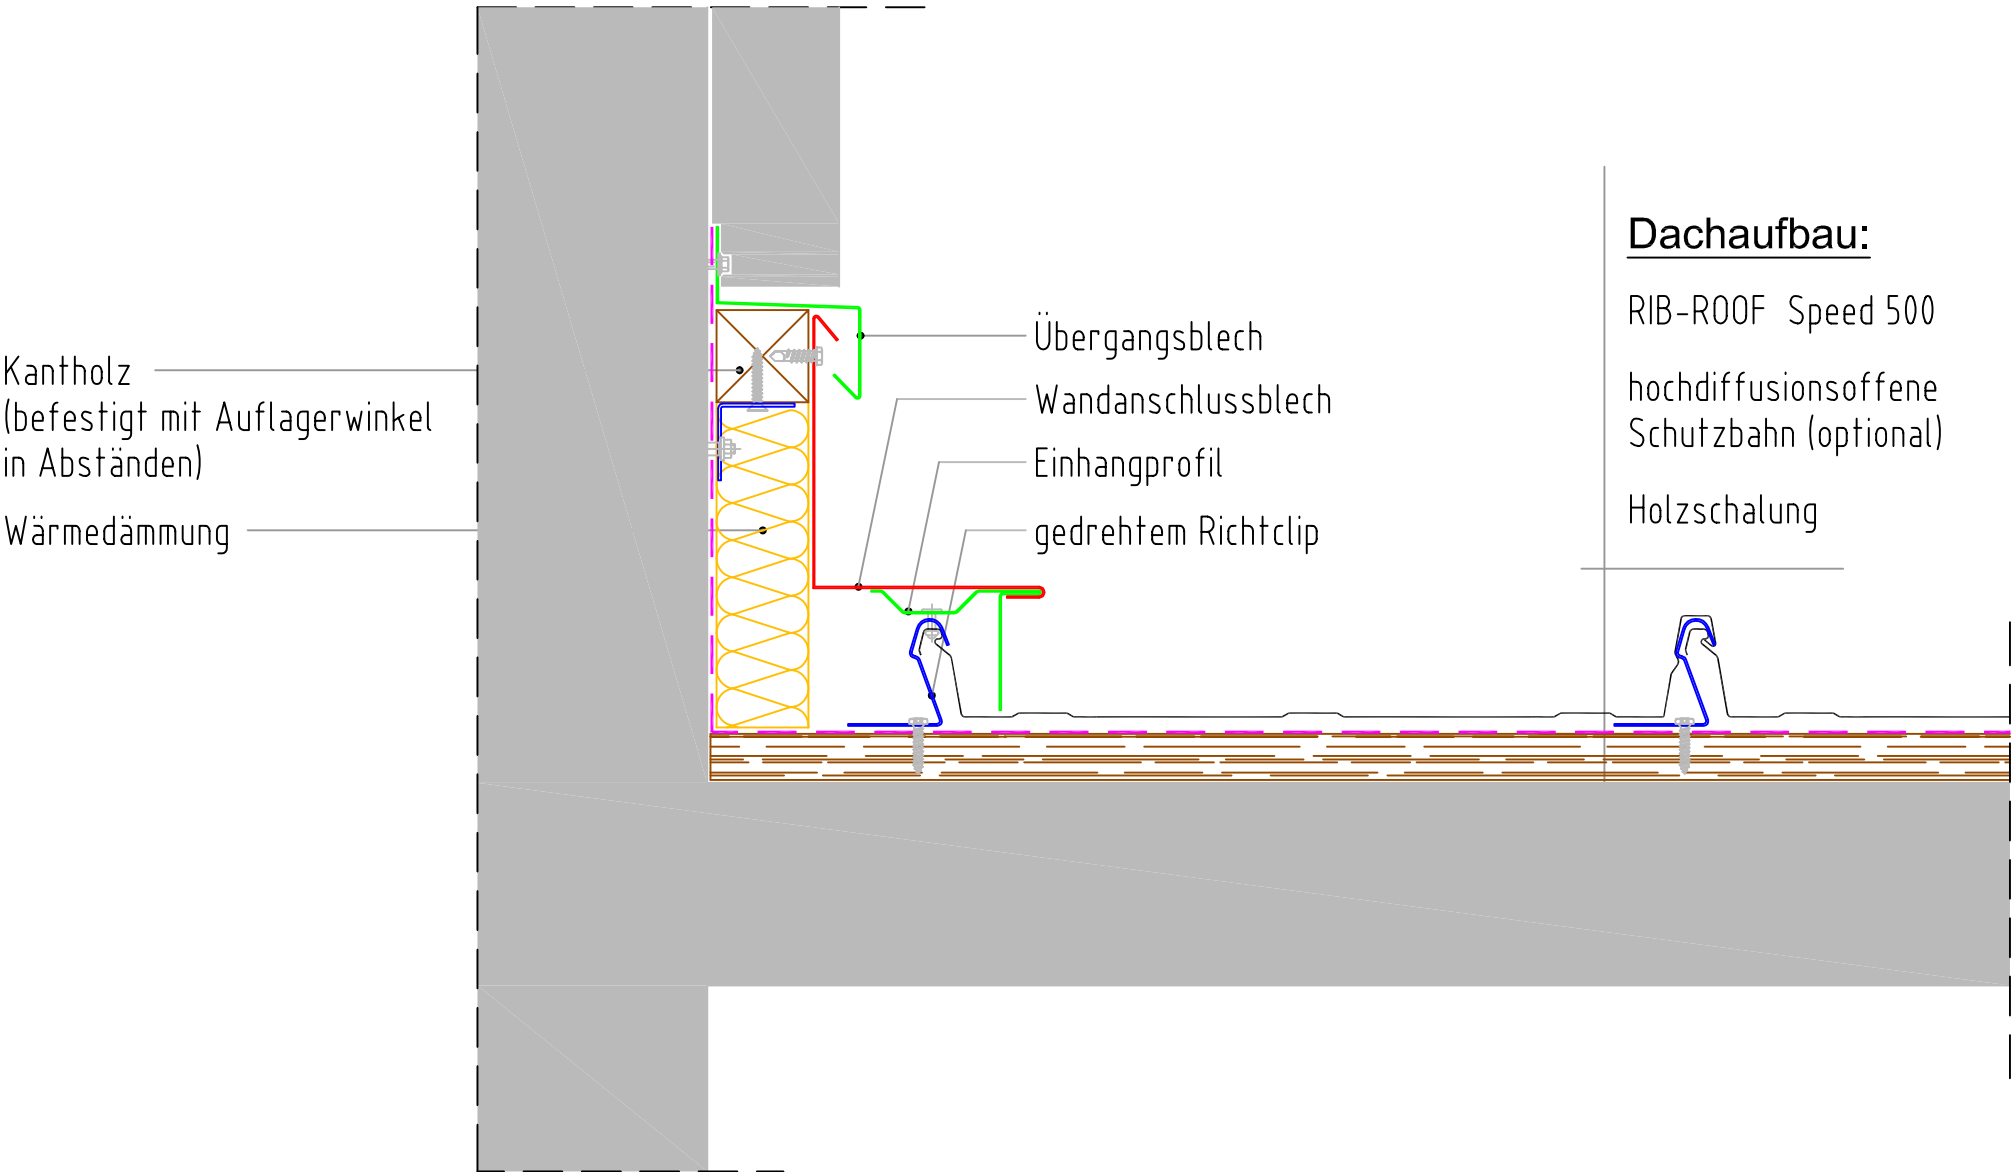 Kantholz
(befestigt mit Auflagerwinkel
in Abständen)
Wärmedämmung
Übergangsblech
Wandanschlussblech
Einhangprofil
gedrehtem Richtclip
Dachaufbau:
RIB-ROOF Speed 500
hochdiffusionsoffene
Schutzbahn (optional)
Holzschalung